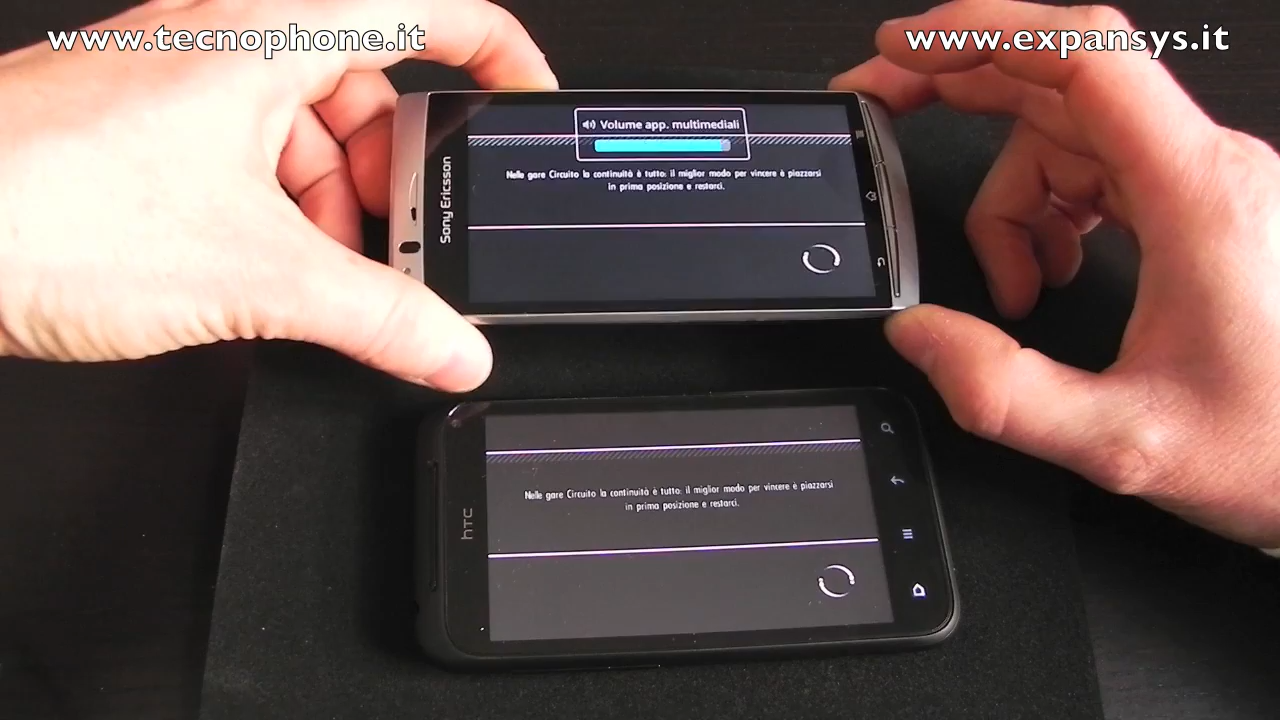 www.tecnophone.it
www.expansys.it
Sony Ericsson
Volume app. multimediali
Nelle gare Circuito la continuità è tutto: il miglior modo per vincere è piazzarsi
in prima posizione e restarci.
hTC
Nelle gare Circuito la continuità è tutto: il miglior modo per vincere è piazzarsi
in prima posizione e restarci.